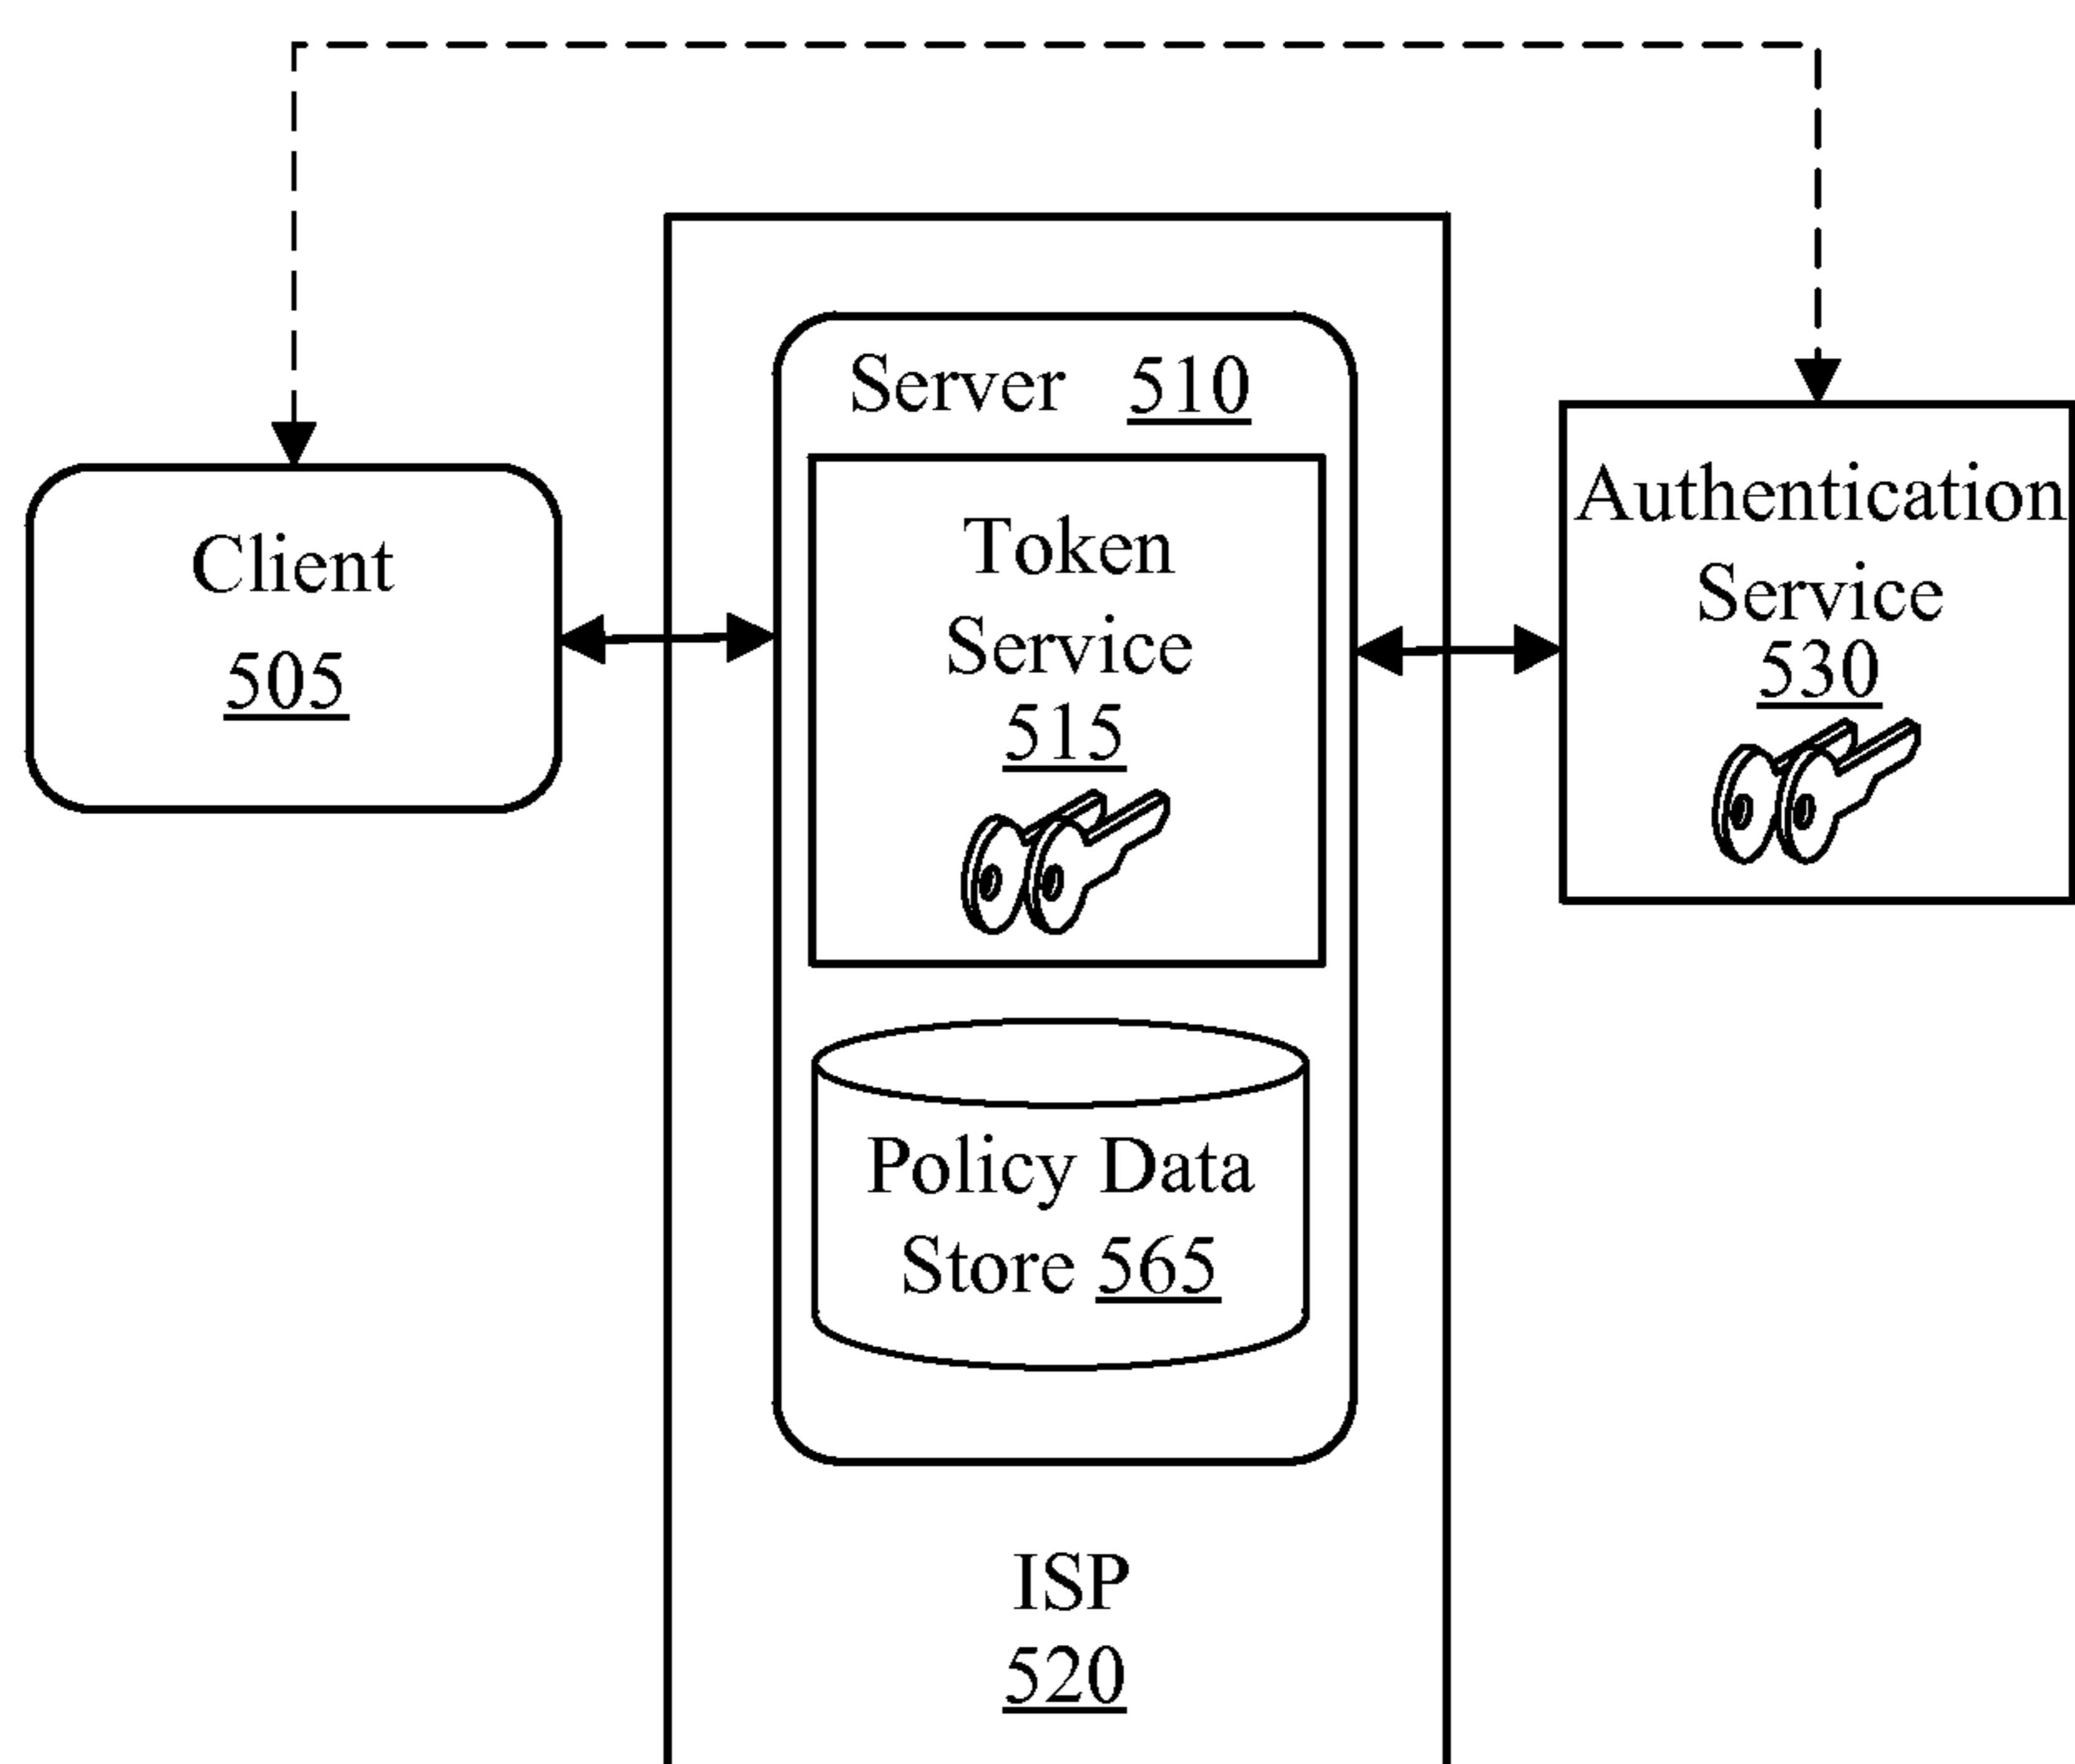 Client
505
Server 510
Token
Service
515
Policy Data
Store 565
ISP
520
Authentication
Service
530